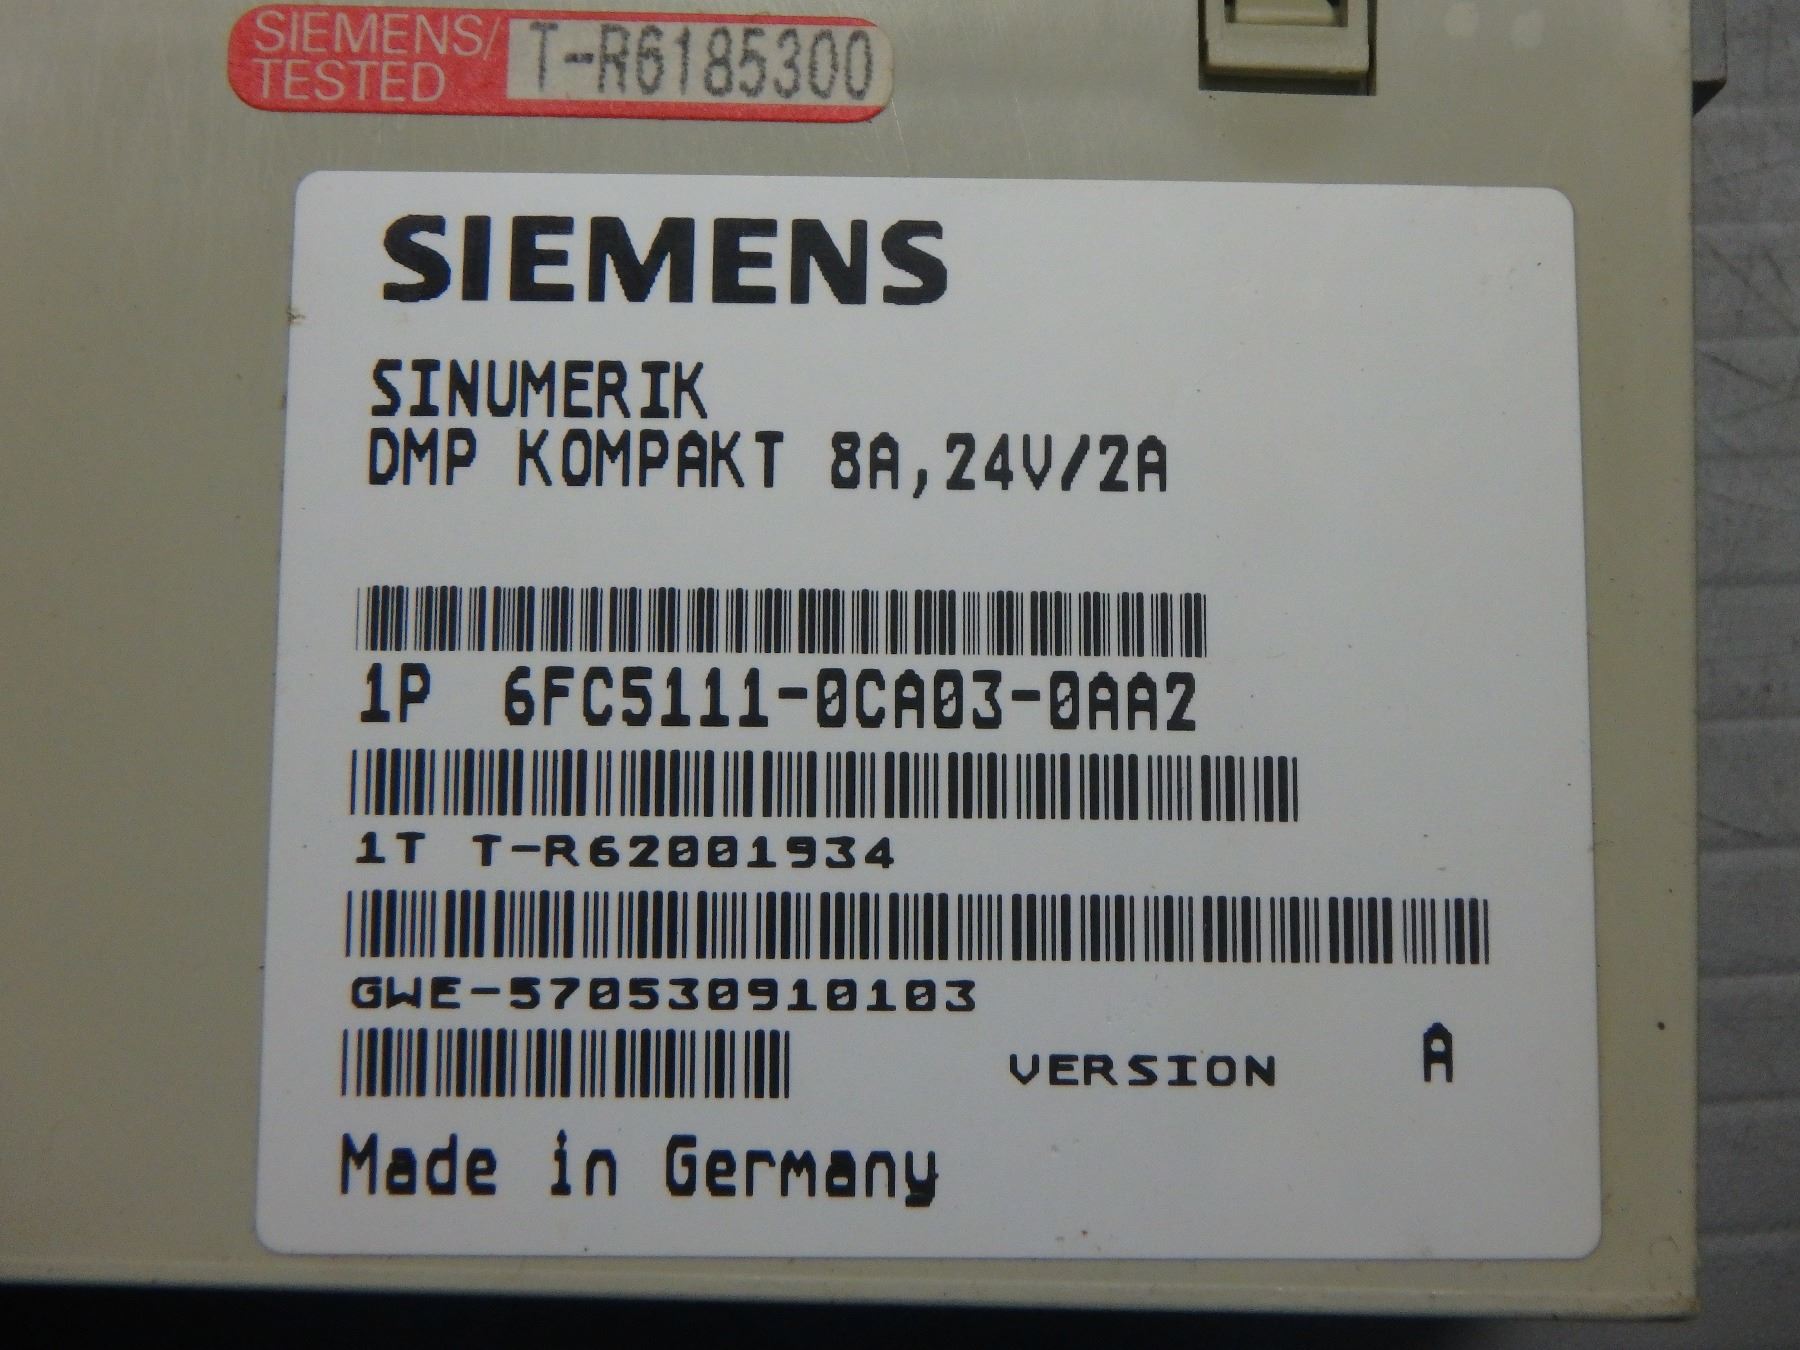 SIEMENS/
TESTED
T-R6185300
SIEMENS
SINUMERIK
DMP KOMPAKT 8A,24V/2A
1P 6FC5111-0CA03-0AA2
1T T-R62001934
GWE-570530910103
VERSION A
Made in Germany